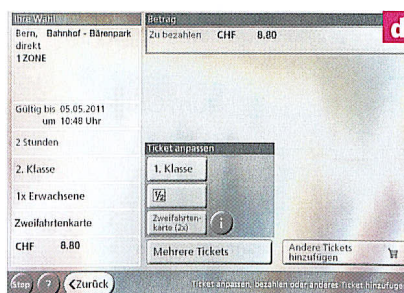 Ihre Wahl
Bern, Bahnhof - Bärenpark
direkt
1 ZONE
Gültig bis 05.05.2011
um 10:48 Uhr
2 Stunden
2. Klasse
1x Erwachsene
Zweifahrtenkarte
CHF 8.80
Betrag
Zu bezahlen CHF 8.80
d
Ticket anpassen
1. Klasse
1/2
Zweifahrten-
karte (2x)
i
Mehrere Tickets
Andere Tickets
hinzufügen
Stop
?
Zurück
Ticket anpassen, bezahlen oder anderes Ticket hinzufüge